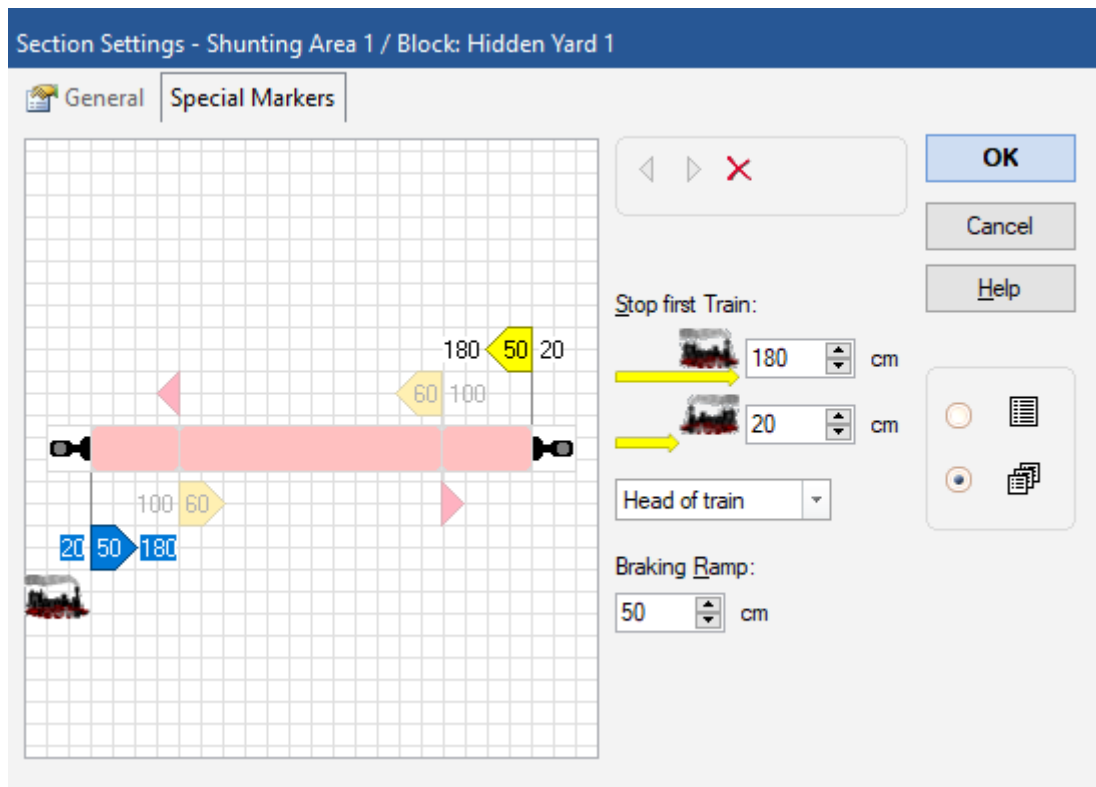 Section Settings - Shunting Area 1 / Block: Hidden Yard 1
General Special Markers
OK
Cancel
Help
Stop first Train:
180 cm
20 cm
Head of train
Braking Ramp:
50 cm
180 50 20
60 100
100 60
20 50 180